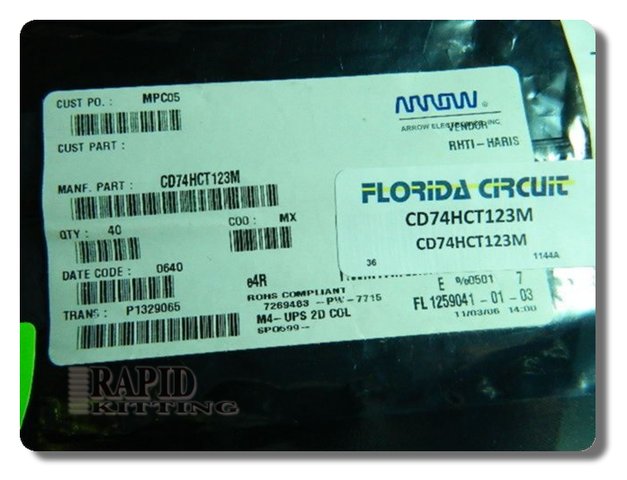 CUST PO. : MPC05
ARROW®
ARROW ELECTRONICS, INC.
CUST PART :
VENDOR
RHTI-HARIS
MANF. PART : CD74HCT123M
QTY : 40
COO : MX
DATE CODE : 0640
e4R
ROHS COMPLIANT
TRANS : P1329065
7269483 -PW-7715
M4- UPS 2D COL
FLORIDA CIRCUIT
CD74HCT123M
CD74HCT123M
36
1144A
E %0501 7
FL 1259041 -01 -03
11/03/06 14:00
RAPID
KITTING